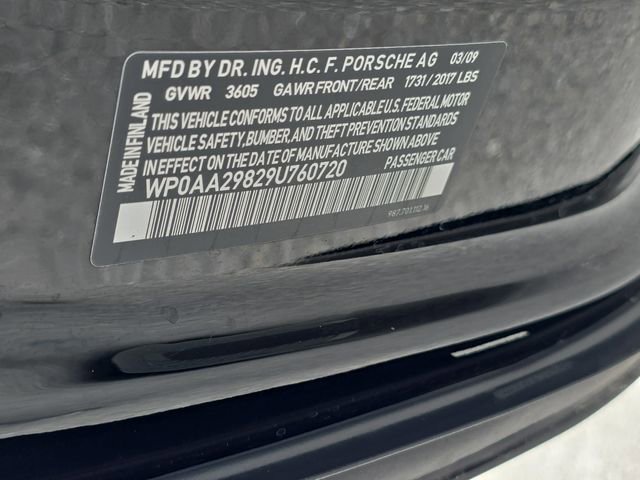 MFD BY DR. ING. H.C. F. PORSCHE AG 03/09
GVWR 3605 GAWR FRONT/REAR 1731/2017 LBS
THIS VEHICLE CONFORMS TO ALL APPLICABLE U.S. FEDERAL MOTOR
VEHICLE SAFETY, BUMPER, AND THEFT PREVENTION STANDARDS
IN EFFECT ON THE DATE OF MANUFACTURE SHOWN ABOVE
WP0AA29829U760720 PASSENGER CAR
MADE IN FINLAND